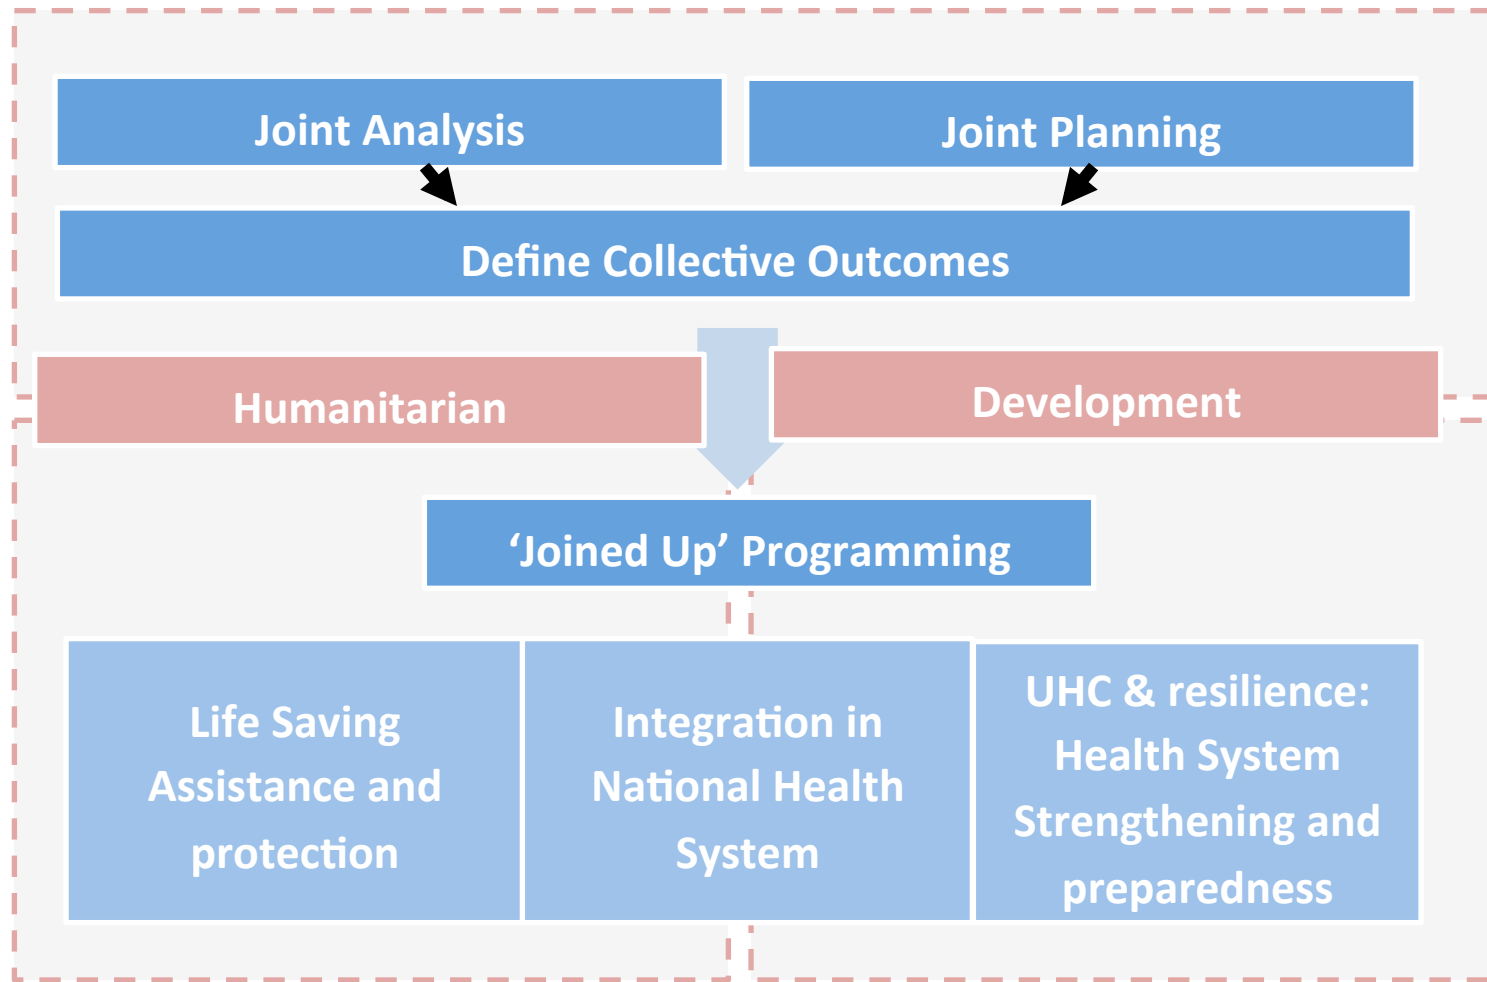 Joint Analysis
Joint Planning
Define Collective Outcomes
Humanitarian
Development
‘Joined Up’ Programming
Life Saving
Assistance and
protection
Integration in
National Health
System
UHC & resilience:
Health System
Strengthening and
preparedness